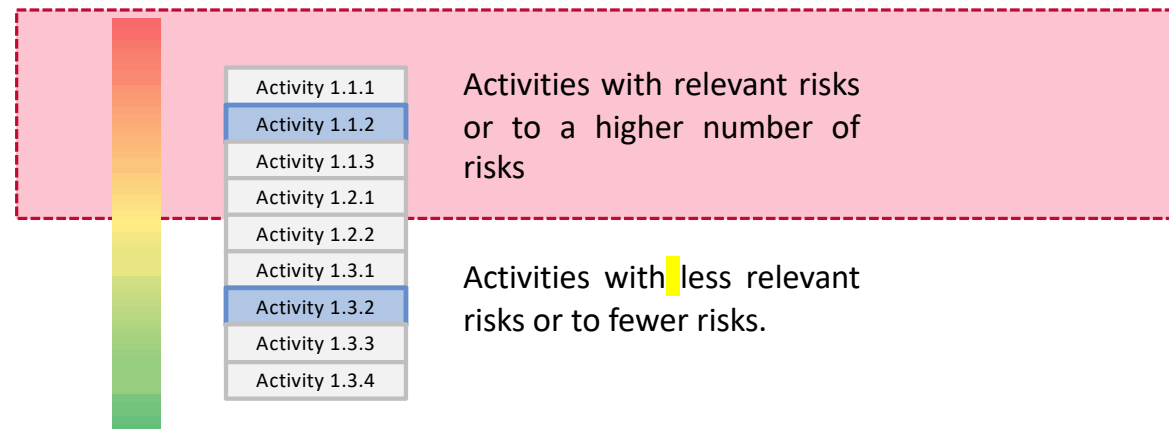 Activity 1.1.1
Activity 1.1.2
Activity 1.1.3
Activity 1.2.1
Activity 1.2.2
Activity 1.3.1
Activity 1.3.2
Activity 1.3.3
Activity 1.3.4
Activities with relevant risks
or to a higher number of
risks
Activities with less relevant
risks or to fewer risks.